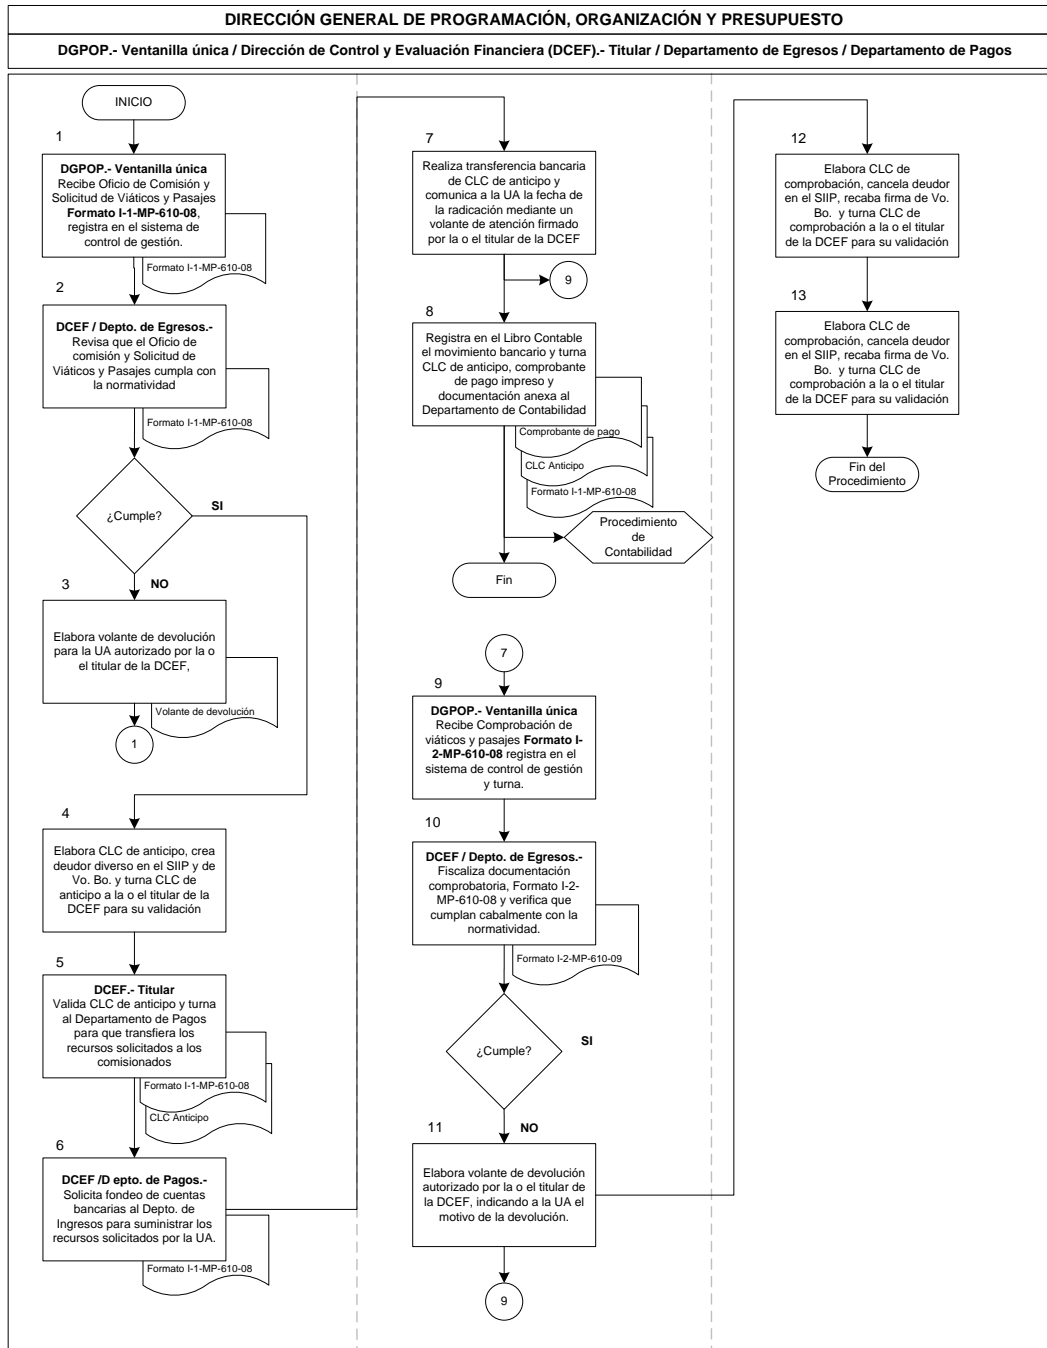 DIRECCIÓN GENERAL DE PROGRAMACIÓN, ORGANIZACIÓN Y PRESUPUESTO
DGPOP.- Ventanilla única / Dirección de Control y Evaluación Financiera (DCEF).- Titular / Departamento de Egresos / Departamento de Pagos
INICIO
1
DGPOP.- Ventanilla única
Recibe Oficio de Comisión y
Solicitud de Viáticos y Pasajes
Formato I-1-MP-610-08,
registra en el sistema de
control de gestión.
Formato I-1-MP-610-08
2
DCEF / Depto. de Egresos.-
Revisa que el Oficio de
comisión y Solicitud de
Viáticos y Pasajes cumpla con
la normatividad
Formato I-1-MP-610-08
¿Cumple?
SI
NO
3
Elabora volante de devolución
para la UA autorizado por la o
el titular de la DCEF,
Volante de devolución
1
4
Elabora CLC de anticipo, crea
deudor diverso en el SIIP y de
Vo. Bo. y turna CLC de
anticipo a la o el titular de la
DCEF para su validación
5
DCEF.- Titular
Valida CLC de anticipo y turna
al Departamento de Pagos
para que transfiera los
recursos solicitados a los
comisionados
Formato I-1-MP-610-08
CLC Anticipo
6
DCEF /D epto. de Pagos.-
Solicita fondeo de cuentas
bancarias al Depto. de
Ingresos para suministrar los
recursos solicitados por la UA.
Formato I-1-MP-610-08
7
Realiza transferencia bancaria
de CLC de anticipo y
comunica a la UA la fecha de
la radicación mediante un
volante de atención firmado
por la o el titular de la DCEF
9
8
Registra en el Libro Contable
el movimiento bancario y turna
CLC de anticipo, comprobante
de pago impreso y
documentación anexa al
Departamento de Contabilidad
Comprobante de pago
CLC Anticipo
Formato I-1-MP-610-08
Procedimiento
de
Contabilidad
Fin
7
9
DGPOP.- Ventanilla única
Recibe Comprobación de
viáticos y pasajes Formato I-
2-MP-610-08 registra en el
sistema de control de gestión
y turna.
10
DCEF / Depto. de Egresos.-
Fiscaliza documentación
comprobatoria, Formato I-2-
MP-610-08 y verifica que
cumplan cabalmente con la
normatividad.
Formato I-2-MP-610-09
¿Cumple?
SI
NO
11
Elabora volante de devolución
autorizado por la o el titular de
la DCEF, indicando a la UA el
motivo de la devolución.
9
12
Elabora CLC de
comprobación, cancela deudor
en el SIIP, recaba firma de Vo.
Bo. y turna CLC de
comprobación a la o el titular
de la DCEF para su validación
13
Elabora CLC de
comprobación, cancela deudor
en el SIIP, recaba firma de Vo.
Bo. y turna CLC de
comprobación a la o el titular
de la DCEF para su validación
Fin del
Procedimiento